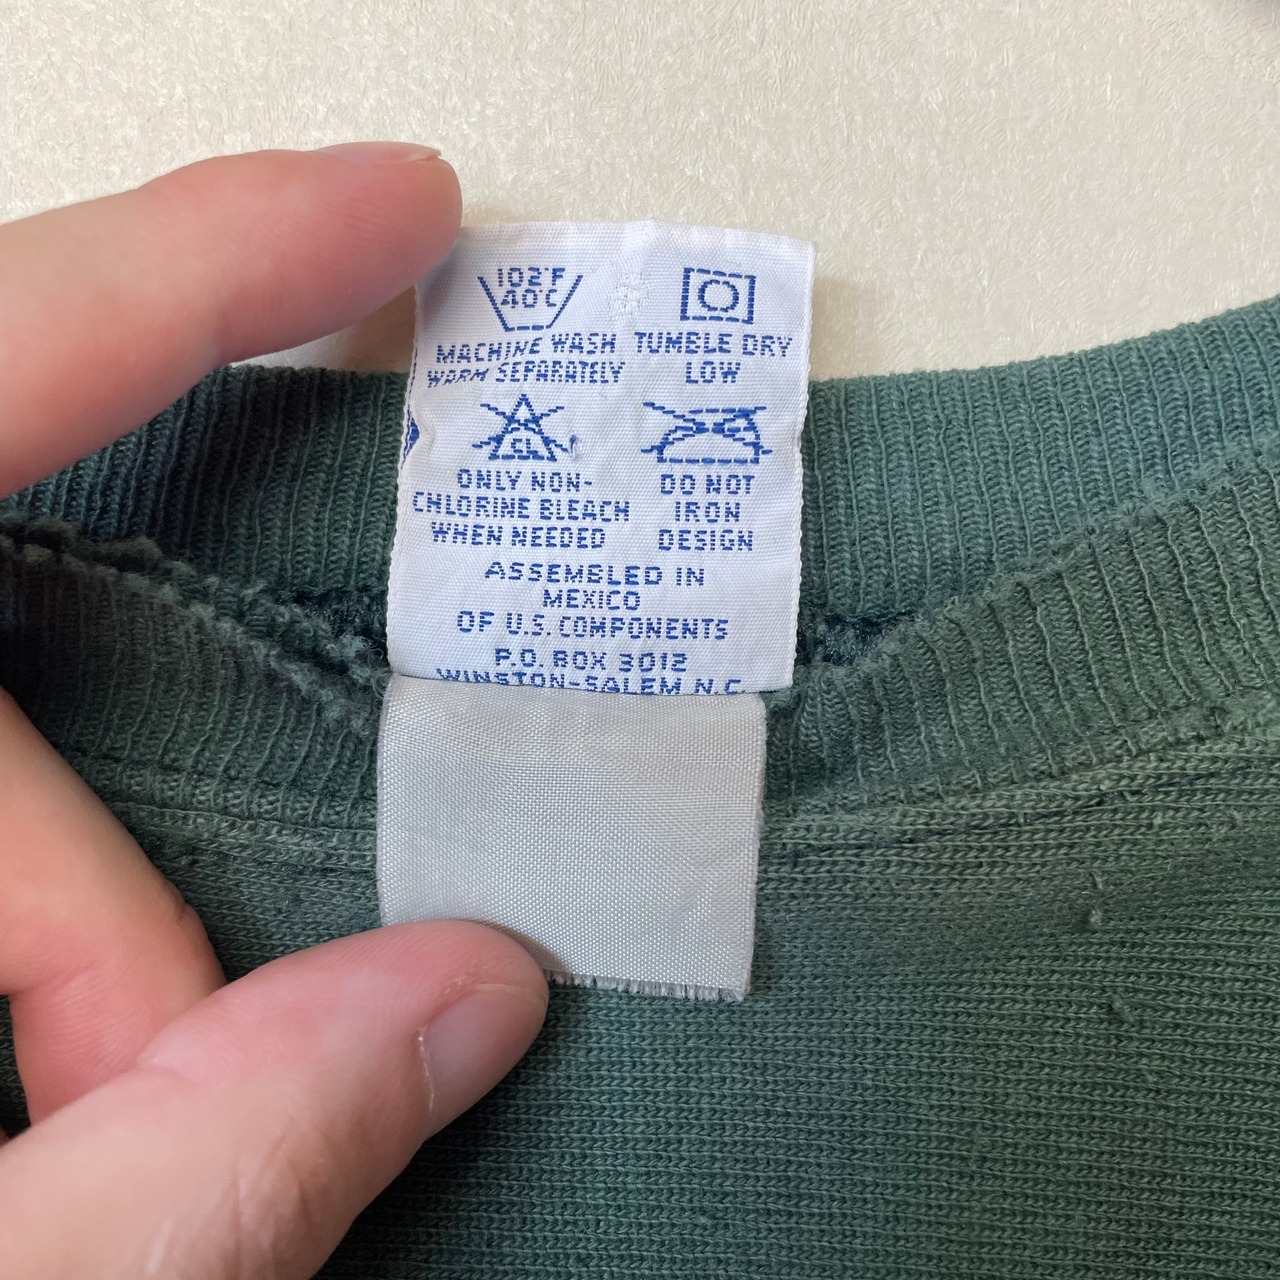 102°F
40°C
MACHINE WASH
WARM SEPARATELY
TUMBLE DRY
LOW
CL
ONLY NON-
CHLORINE BLEACH
WHEN NEEDED
DO NOT
IRON
DESIGN
ASSEMBLED IN
MEXICO
OF U.S. COMPONENTS
P.O. BOX 3012
WINSTON-SALEM N.C.